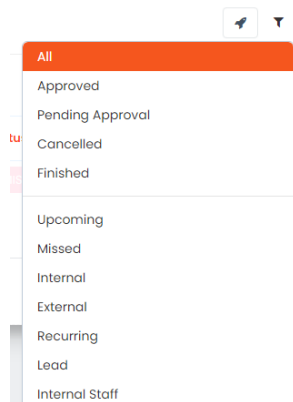 All
Approved
Pending Approval
Cancelled
Finished
Upcoming
Missed
Internal
External
Recurring
Lead
Internal Staff